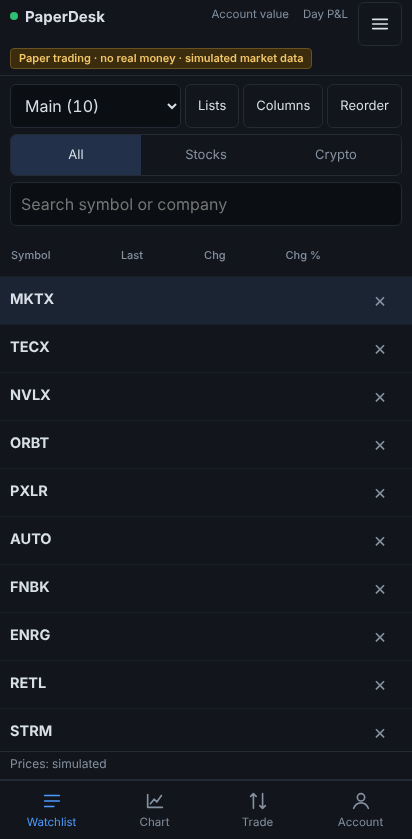 PaperDesk
Account value Day P&L
Paper trading · no real money · simulated market data
Main (10) Lists Columns Reorder
All Stocks Crypto
Search symbol or company
Symbol Last Chg Chg %
MKTX
TECX
NVLX
ORBT
PXLR
AUTO
FNBK
ENRG
RETL
STRM
Prices: simulated
Watchlist Chart Trade Account